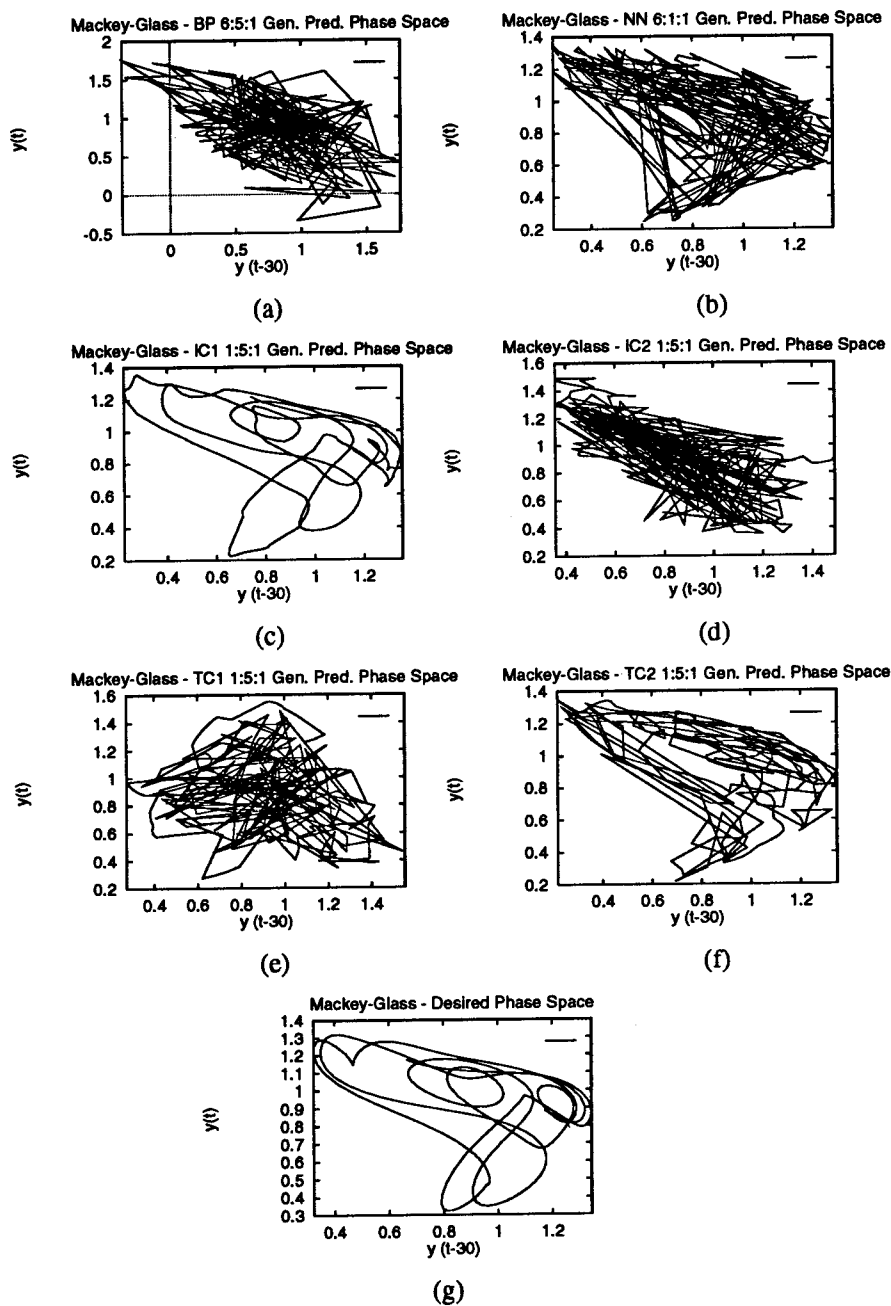 Mackey-Glass - BP 6:5:1 Gen. Pred. Phase Space
2
1.5
1
0.5
0
-0.5
y(t)
0 0.5 1 1.5
y (t-30)
(a)
Mackey-Glass - NN 6:1:1 Gen. Pred. Phase Space
1.4
1.2
1
0.8
0.6
0.4
0.2
y(t)
0.4 0.6 0.8 1 1.2
y (t-30)
(b)
Mackey-Glass - IC1 1:5:1 Gen. Pred. Phase Space
1.4
1.2
1
0.8
0.6
0.4
0.2
y(t)
0.4 0.6 0.8 1 1.2
y (t-30)
(c)
Mackey-Glass - IC2 1:5:1 Gen. Pred. Phase Space
1.6
1.4
1.2
1
0.8
0.6
0.4
0.2
y(t)
0.4 0.6 0.8 1.0 1.2 1.4
y (t-30)
(d)
Mackey-Glass - TC1 1:5:1 Gen. Pred. Phase Space
1.6
1.4
1.2
1
0.8
0.6
0.4
0.2
y(t)
0.4 0.6 0.8 1 1.2 1.4
y (t-30)
(e)
Mackey-Glass - TC2 1:5:1 Gen. Pred. Phase Space
1.4
1.2
1
0.8
0.6
0.4
0.2
y(t)
0.4 0.6 0.8 1 1.2
y (t-30)
(f)
Mackey-Glass - Desired Phase Space
1.4
1.3
1.2
1.1
1
0.9
0.8
0.7
0.6
0.5
0.4
0.3
y(t)
0.4 0.6 0.8 1 1.2
y (t-30)
(g)